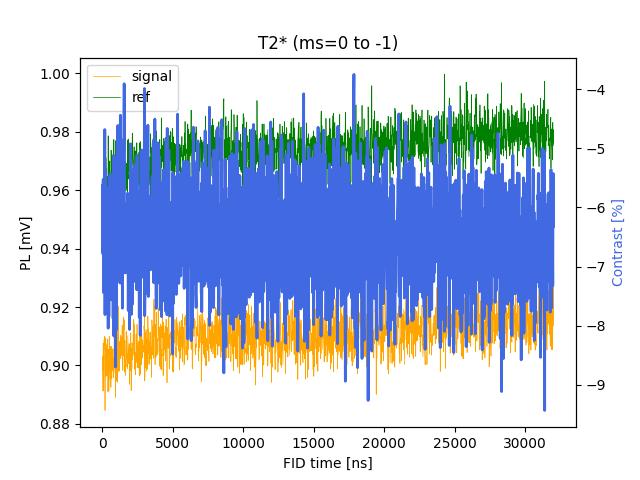 T2* (ms=0 to -1)
signal
ref
PL [mV]
1.00
0.98
0.96
0.94
0.92
0.90
0.88
−4
−5
−6
−7
−8
−9
Contrast [%]
0 5000 10000 15000 20000 25000 30000
FID time [ns]